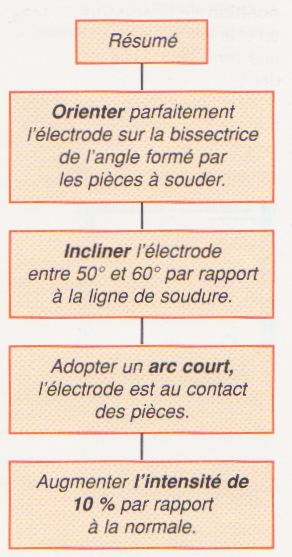 Résumé
Orienter parfaitement
l'électrode sur la bissectrice
de l'angle formé par
les pièces à souder.
Incliner l'électrode
entre 50° et 60° par rapport
à la ligne de soudure.
Adopter un arc court,
l'électrode est au contact
des pièces.
Augmenter l'intensité de
10 % par rapport
à la normale.